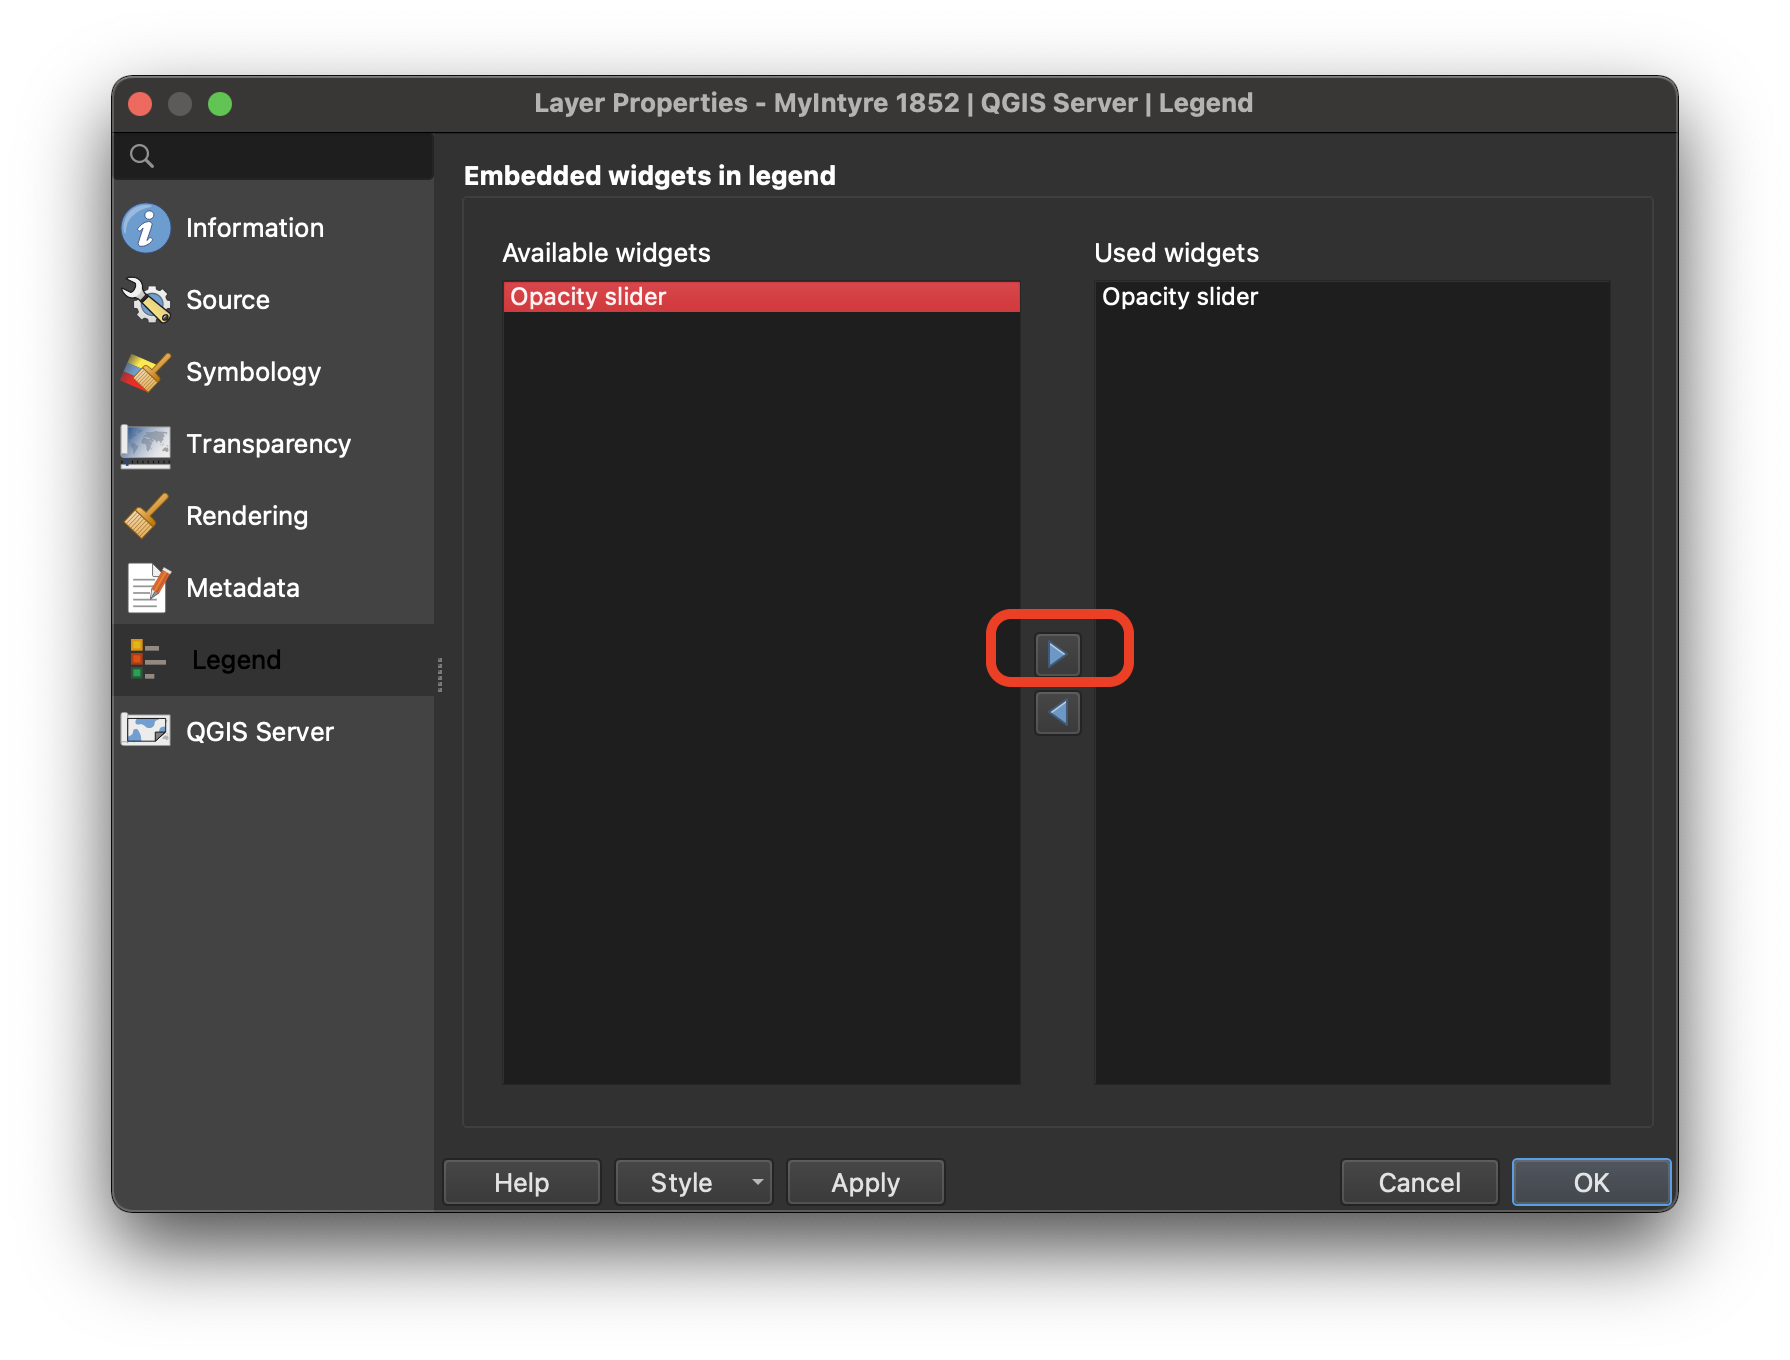 Layer Properties - MyIntyre 1852 | QGIS Server | Legend
Information
Source
Symbology
Transparency
Rendering
Metadata
Legend
QGIS Server
Embedded widgets in legend
Available widgets
Opacity slider
Used widgets
Opacity slider
Help
Style
Apply
Cancel
OK